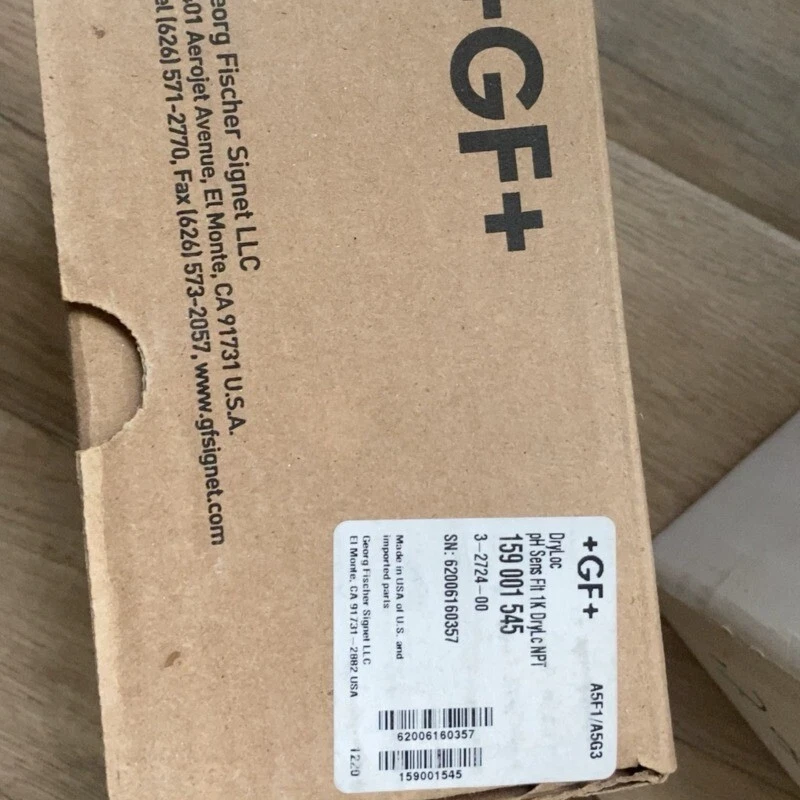 +GF+
Georg Fischer Signet LLC
Aerojet Avenue, El Monte, CA 91731 U.S.A.
(626) 571-2770, Fax (626) 573-2057, www.gfsignet.com
+GF+
A5F1/A5G3
DryLoc
pH Sens Flt 1K DryLc NPT
159 001 545
3-2724-00
SN: 62006160357
Made in USA of U.S. and
imported parts
Georg Fischer Signet LLC
El Monte, CA 91731-2882 USA
62006160357
159001545
1220